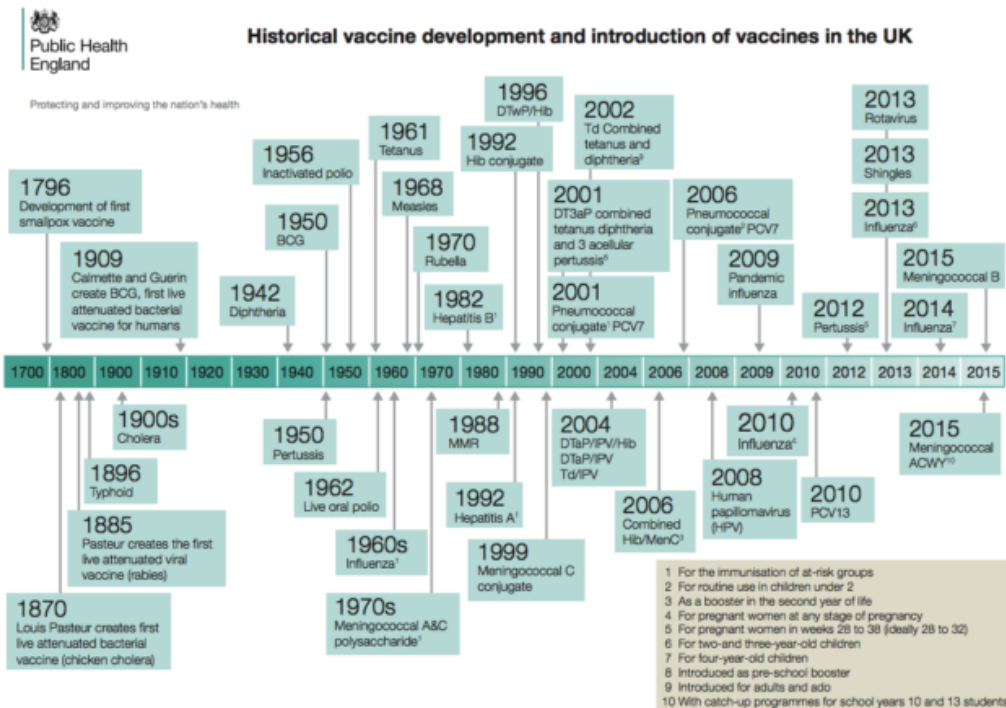 Public Health
England
Historical vaccine development and introduction of vaccines in the UK
Protecting and improving the nation's health
1796
Development of first
smallpox vaccine
1909
Calmette and Guerin
create BCG, first live
attenuated bacterial
vaccine for humans
1942
Diphtheria
1950
BCG
1956
Inactivated polio
1961
Tetanus
1968
Measles
1970
Rubella
1982
Hepatitis B¹
1992
Hib conjugate
1996
DTwP/Hib
2001
DT3aP combined
tetanus diphtheria
and 3 acellular
pertussis⁸
2001
Pneumococcal
conjugate¹ PCV7
2002
Td Combined
tetanus and
diphtheria⁹
2006
Pneumococcal
conjugate² PCV7
2009
Pandemic
influenza
2012
Pertussis⁵
2013
Rotavirus
2013
Shingles
2013
Influenza⁶
2014
Influenza⁷
2015
Meningococcal B
1700 1800 1900 1910 1920 1930 1940 1950 1960 1970 1980 1990 2000 2004 2006 2008 2009 2010 2012 2013 2014 2015
1870
Louis Pasteur creates first
live attenuated bacterial
vaccine (chicken cholera)
1885
Pasteur creates the first
live attenuated viral
vaccine (rabies)
1896
Typhoid
1900s
Cholera
1950
Pertussis
1962
Live oral polio
1960s
Influenza¹
1970s
Meningococcal A&C
polysaccharide¹
1988
MMR
1992
Hepatitis A¹
1999
Meningococcal C
conjugate
2004
DTaP/IPV/Hib
DTaP/IPV
Td/IPV
2006
Combined
Hib/MenC³
2008
Human
papillomavirus
(HPV)
2010
Influenza⁴
2010
PCV13
2015
Meningococcal
ACWY¹⁰
1 For the immunisation of at-risk groups
2 For routine use in children under 2
3 As a booster in the second year of life
4 For pregnant women at any stage of pregnancy
5 For pregnant women in weeks 28 to 38 (ideally 28 to 32)
6 For two-and three-year-old children
7 For four-year-old children
8 Introduced as pre-school booster
9 Introduced for adults and ado
10 With catch-up programmes for school years 10 and 13 students